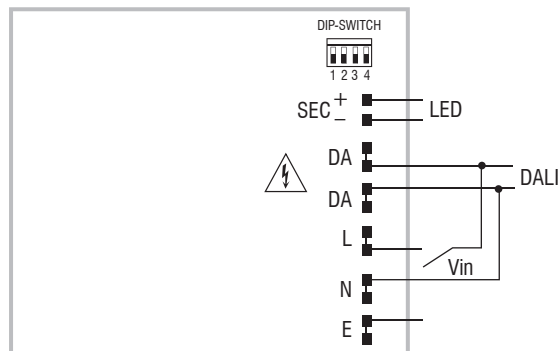 DIP-SWITCH
1 2 3 4
SEC + − LED
DA
DALI
DA
L
Vin
N
E